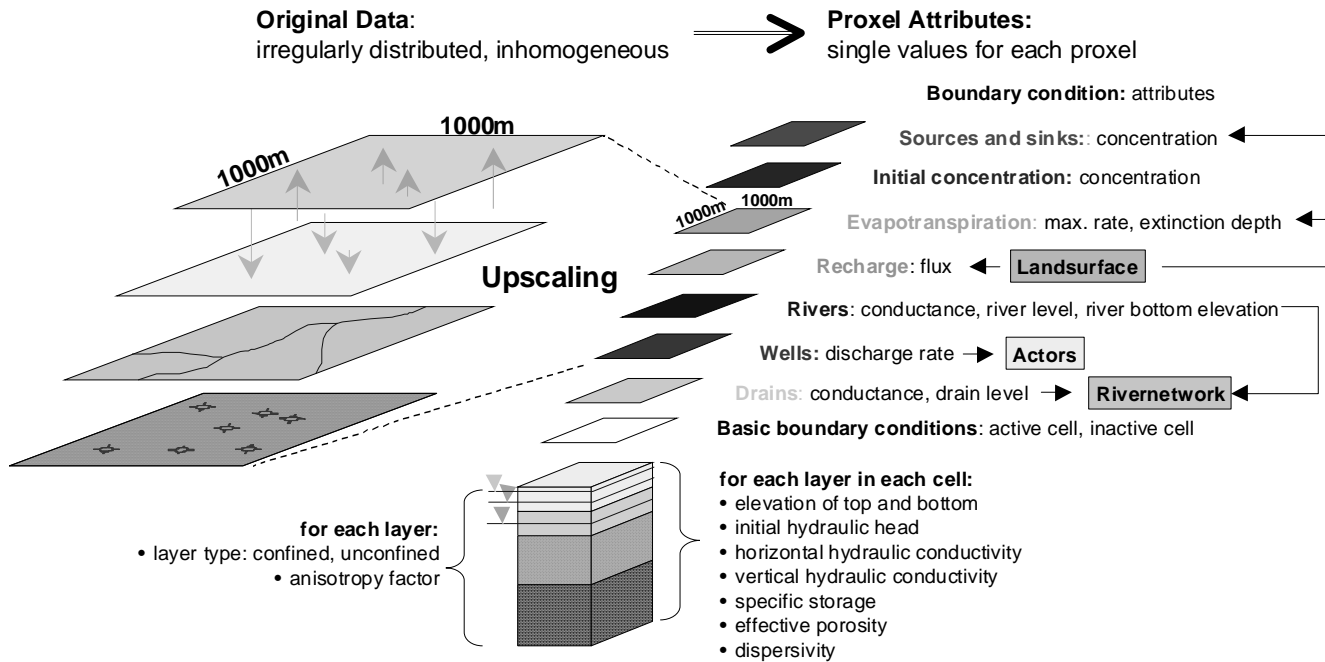 Original Data:
irregularly distributed, inhomogeneous
Proxel Attributes:
single values for each proxel
Boundary condition: attributes
1000m
1000m
Sources and sinks:: concentration
Initial concentration: concentration
1000m
1000m
Evapotranspiration: max. rate, extinction depth
Upscaling
Recharge: flux
Landsurface
Rivers: conductance, river level, river bottom elevation
Wells: discharge rate
Actors
Drains: conductance, drain level
Rivernetwork
Basic boundary conditions: active cell, inactive cell
for each layer:
• layer type: confined, unconfined
• anisotropy factor
for each layer in each cell:
• elevation of top and bottom
• initial hydraulic head
• horizontal hydraulic conductivity
• vertical hydraulic conductivity
• specific storage
• effective porosity
• dispersivity